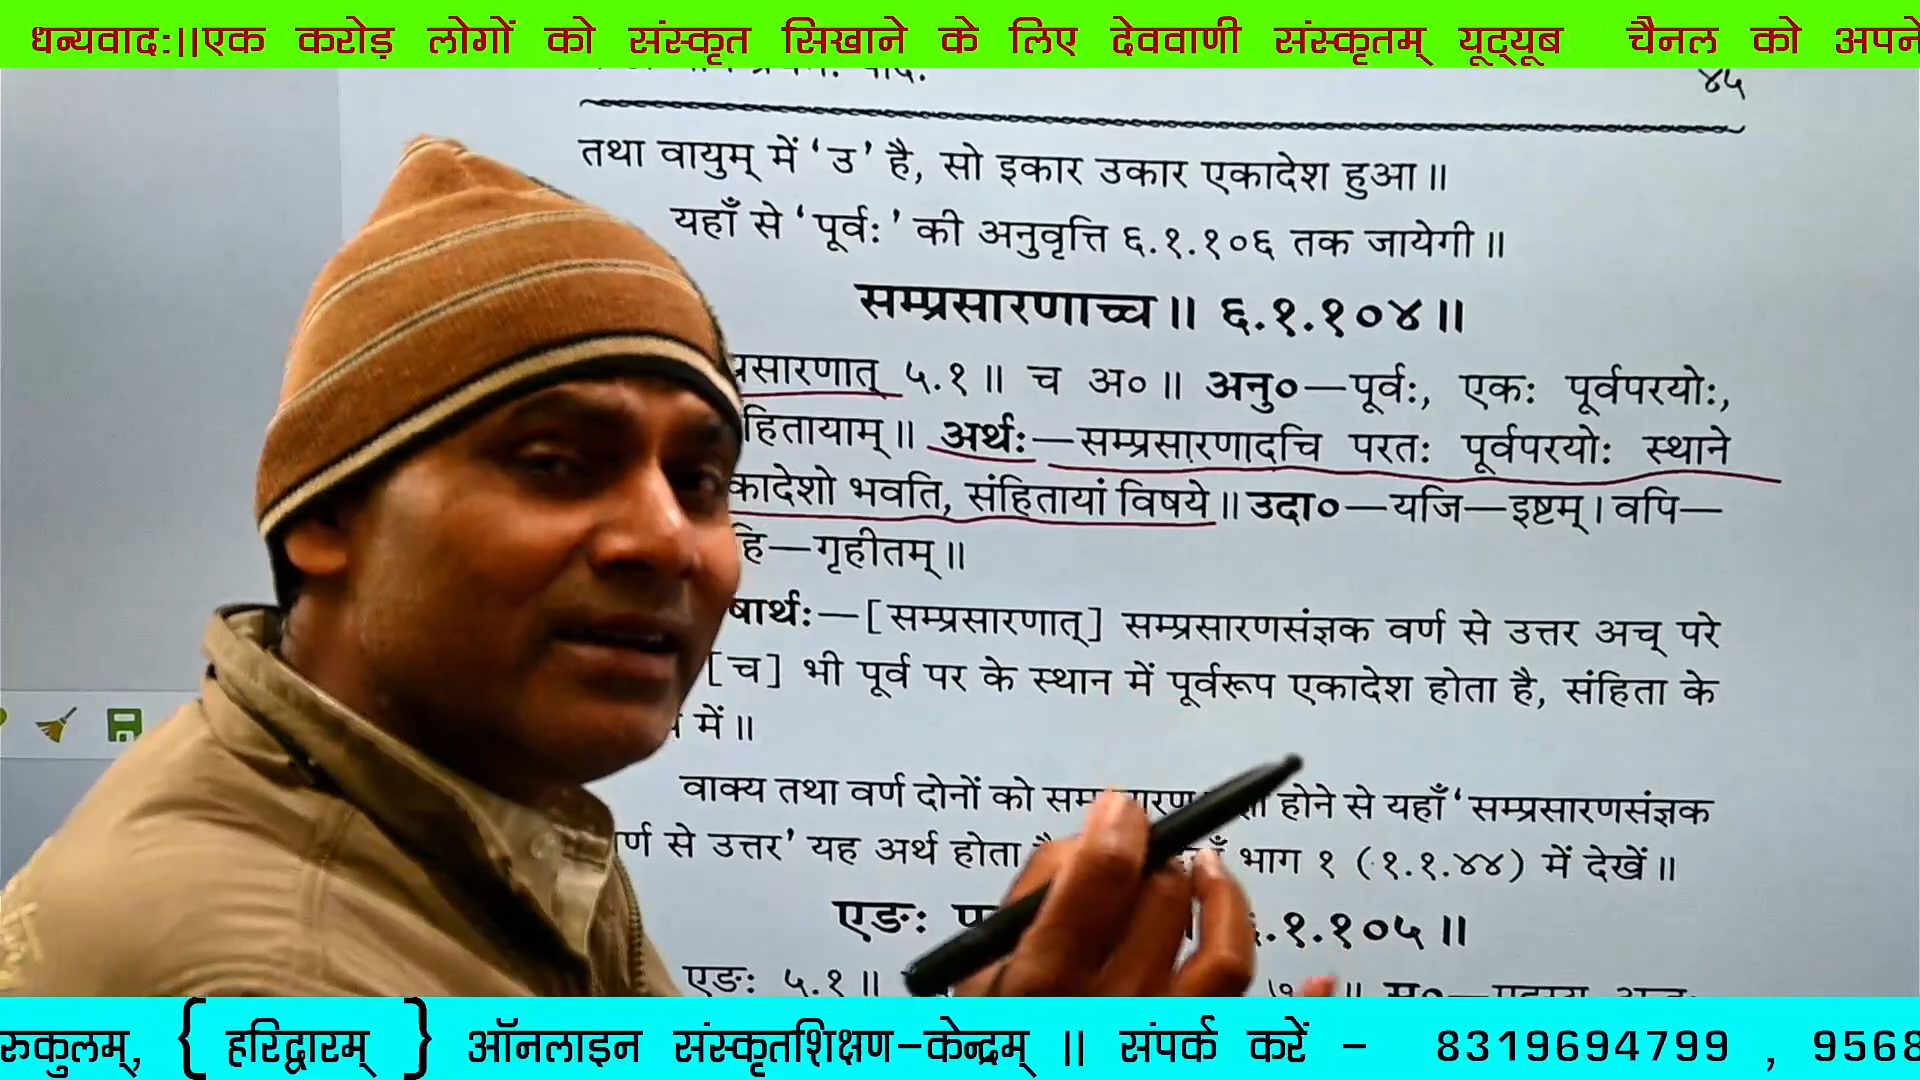 धन्यवादः||एक करोड़ लोगों को संस्कृत सिखाने के लिए देववाणी संस्कृतम् यूट्यूब चैनल को अपने
४५
तथा वायुम् में ‘उ’ है, सो इकार उकार एकादेश हुआ॥
यहाँ से ‘पूर्वः’ की अनुवृत्ति ६.१.१०६ तक जायेगी॥
सम्प्रसारणाच्च॥ ६.१.१०४॥
प्रसारणात् ५.१॥ च अ०॥ अनु०—पूर्वः, एकः पूर्वपरयोः,
हितायाम्॥ अर्थः—सम्प्रसारणादचि परतः पूर्वपरयोः स्थाने
कादेशो भवति, संहितायां विषये॥ उदा०—यजि—इष्टम्। वपि—
हि—गृहीतम्॥
षार्थः—[सम्प्रसारणात्] सम्प्रसारणसंज्ञक वर्ण से उत्तर अच् परे
[च] भी पूर्व पर के स्थान में पूर्वरूप एकादेश होता है, संहिता के
में॥
वाक्य तथा वर्ण दोनों को होने से यहाँ ‘सम्प्रसारणसंज्ञक
र्ण से उत्तर’ यह अर्थ होता भाग १ (१.१.४४) में देखें॥
एङः .१.१०५॥
एङः ५.१॥
रुकुलम्, { हरिद्वारम् } ऑनलाइन संस्कृतशिक्षण-केन्द्रम् || संपर्क करें - 8319694799 , 9568